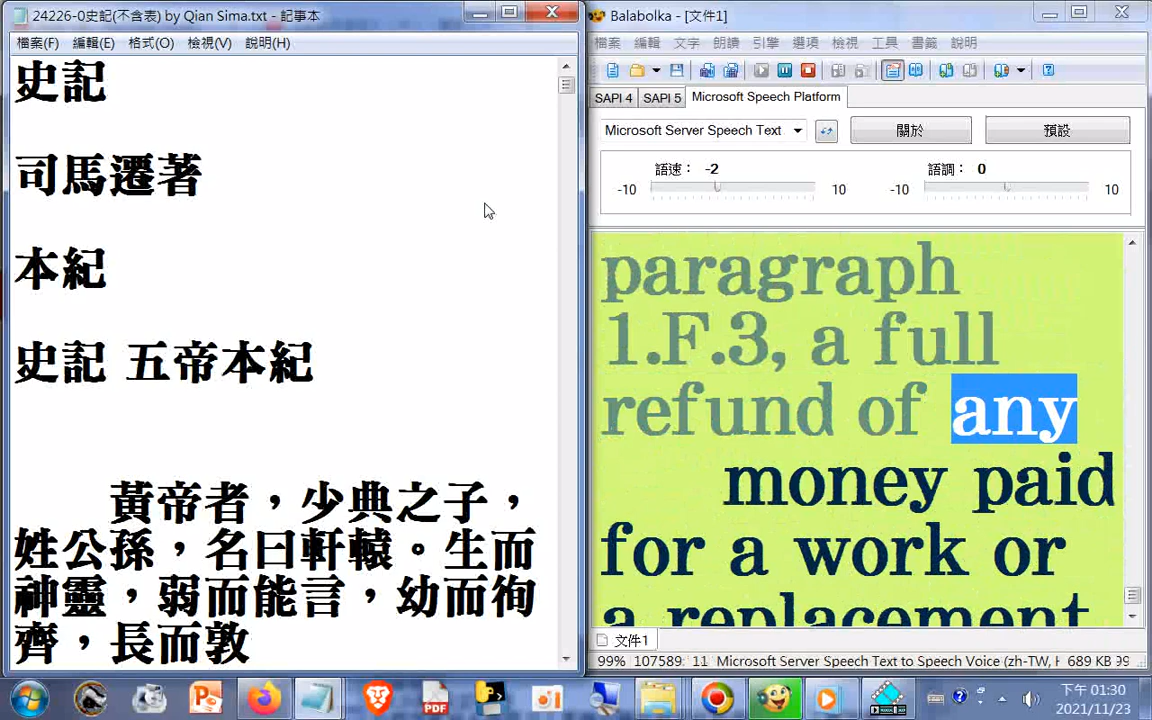 24226-0史記(不含表) by Qian Sima.txt - 記事本
檔案(F) 編輯(E) 格式(O) 檢視(V) 說明(H)
史記
司馬遷著
本紀
史記 五帝本紀
黃帝者，少典之子，
姓公孫，名曰軒轅。生而
神靈，弱而能言，幼而徇
齊，長而敦
Balabolka - [文件1]
檔案 編輯 文字 朗讀 引擎 選項 檢視 工具 書籤 說明
SAPI 4 SAPI 5 Microsoft Speech Platform
Microsoft Server Speech Text 關於 預設
語速： -2 語調： 0
-10 10 -10 10
paragraph
1.F.3, a full
refund of any
money paid
for a work or
a replacement
文件1
99% 107589: 11 Microsoft Server Speech Text to Speech Voice (zh-TW, H 689 KB 99
PDF
下午 01:30
2021/11/23